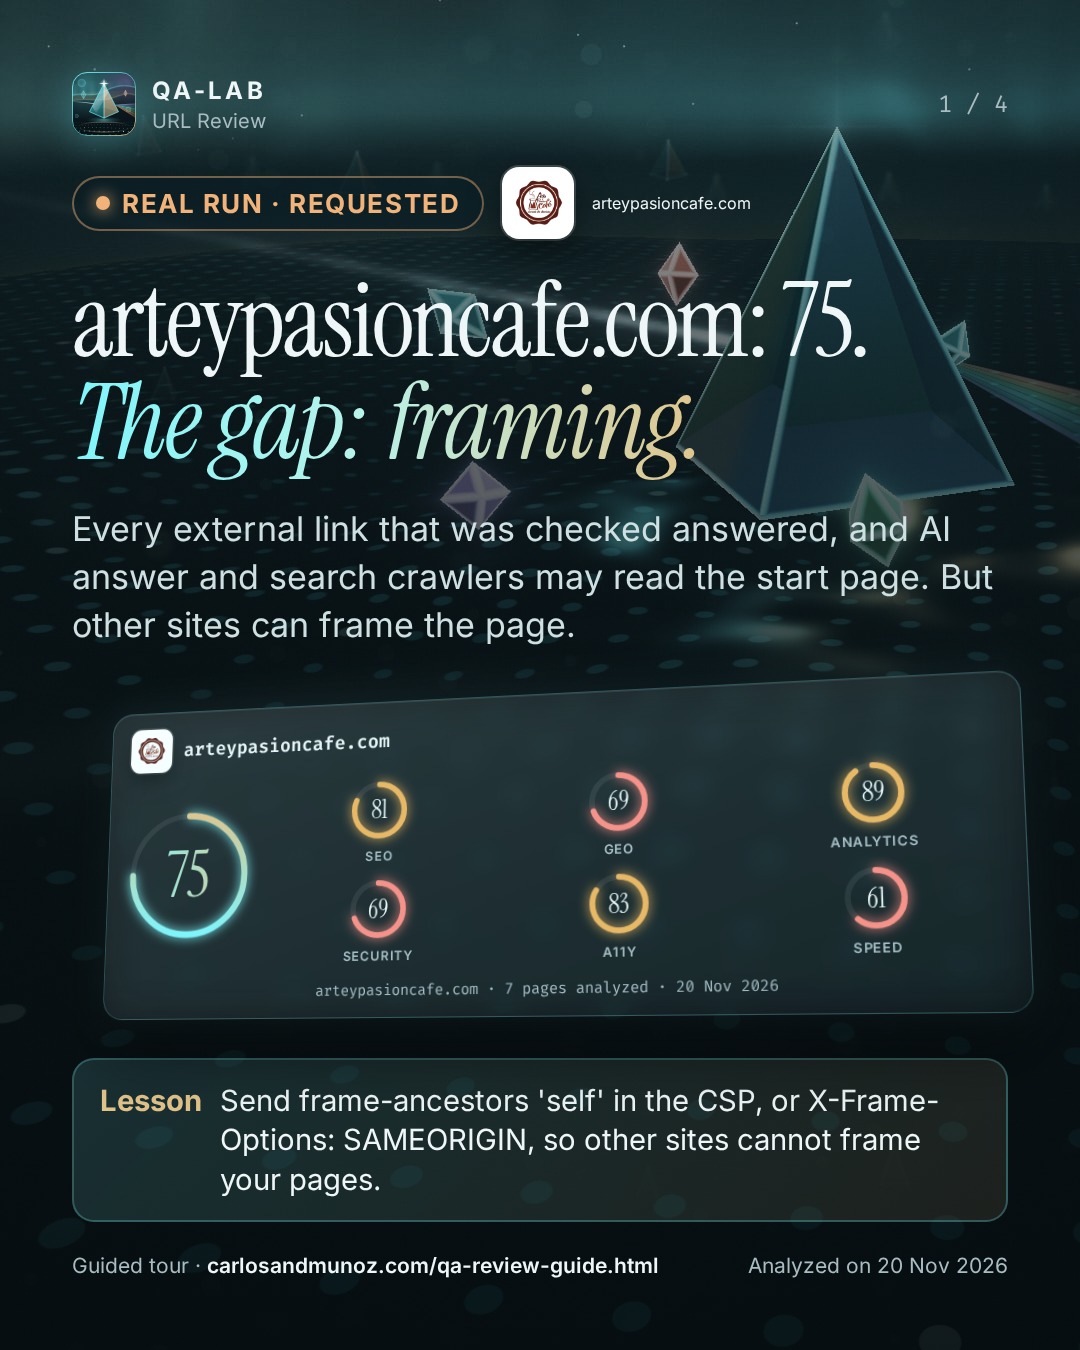 QA-LAB
URL Review
1 / 4
REAL RUN · REQUESTED
arteypasioncafe.com
arteypasioncafe.com: 75.
The gap: framing.
Every external link that was checked answered, and AI
answer and search crawlers may read the start page. But
other sites can frame the page.
arteypasioncafe.com
75
81
SEO
69
GEO
89
ANALYTICS
69
SECURITY
83
A11Y
61
SPEED
arteypasioncafe.com · 7 pages analyzed · 20 Nov 2026
Lesson
Send frame-ancestors 'self' in the CSP, or X-Frame-
Options: SAMEORIGIN, so other sites cannot frame
your pages.
Guided tour · carlosandmunoz.com/qa-review-guide.html
Analyzed on 20 Nov 2026